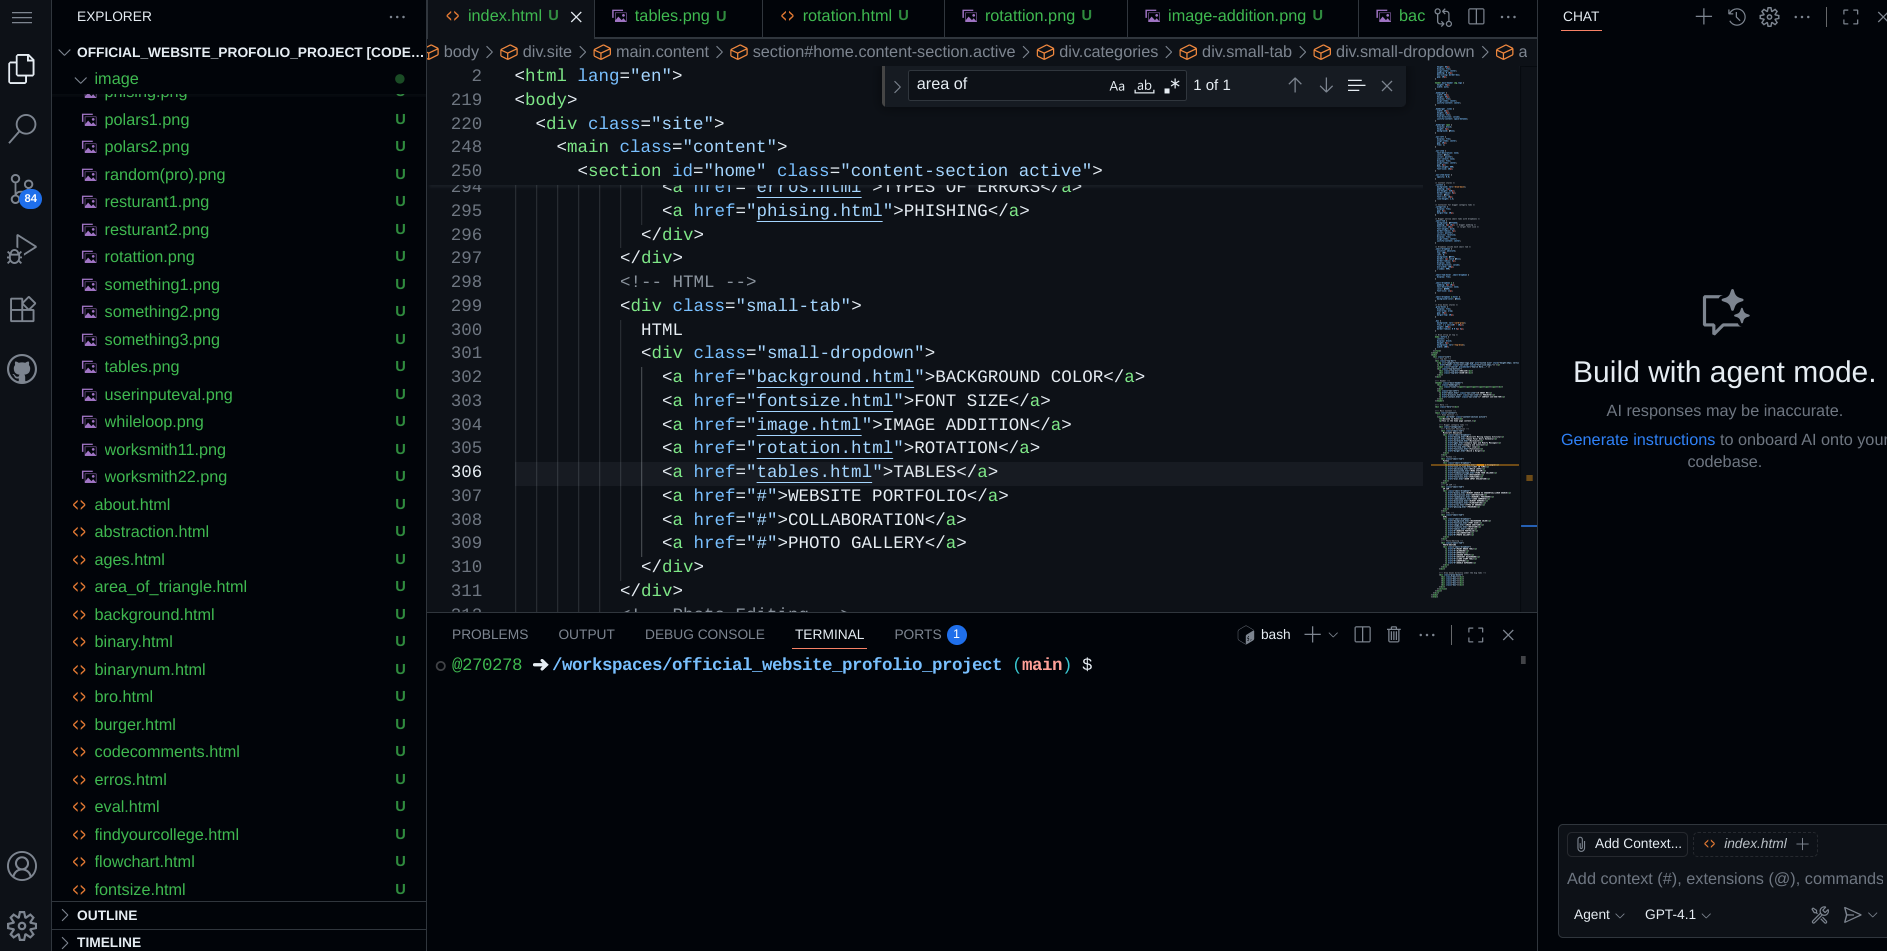 EXPLORER
OFFICIAL_WEBSITE_PROFOLIO_PROJECT [CODE...
image
phising.png U
polars1.png U
polars2.png U
random(pro).png U
resturant1.png U
resturant2.png U
rotattion.png U
something1.png U
something2.png U
something3.png U
tables.png U
userinputeval.png U
whileloop.png U
worksmith11.png U
worksmith22.png U
about.html U
abstraction.html U
ages.html U
area_of_triangle.html U
background.html U
binary.html U
binarynum.html U
bro.html U
burger.html U
codecomments.html U
erros.html U
eval.html U
findyourcollege.html U
flowchart.html U
fontsize.html U
OUTLINE
TIMELINE
84
index.html U
tables.png U
rotation.html U
rotattion.png U
image-addition.png U
bac
body > div.site > main.content > section#home.content-section.active > div.categories > div.small-tab > div.small-dropdown > a
area of
Aa ab .* 1 of 1
2 <html lang="en">
219 <body>
220 <div class="site">
248 <main class="content">
250 <section id="home" class="content-section active">
294 <a href="erros.html">TYPES OF ERRORS</a>
295 <a href="phising.html">PHISHING</a>
296 </div>
297 </div>
298 <!-- HTML -->
299 <div class="small-tab">
300 HTML
301 <div class="small-dropdown">
302 <a href="background.html">BACKGROUND COLOR</a>
303 <a href="fontsize.html">FONT SIZE</a>
304 <a href="image.html">IMAGE ADDITION</a>
305 <a href="rotation.html">ROTATION</a>
306 <a href="tables.html">TABLES</a>
307 <a href="#">WEBSITE PORTFOLIO</a>
308 <a href="#">COLLABORATION</a>
309 <a href="#">PHOTO GALLERY</a>
310 </div>
311 </div>
312 <!-- Photo Editing -->
PROBLEMS OUTPUT DEBUG CONSOLE TERMINAL PORTS 1
bash
@270278 ➜ /workspaces/official_website_profolio_project (main) $
CHAT
Build with agent mode.
AI responses may be inaccurate.
Generate instructions to onboard AI onto your
codebase.
Add Context...
index.html
Add context (#), extensions (@), commands
Agent
GPT-4.1